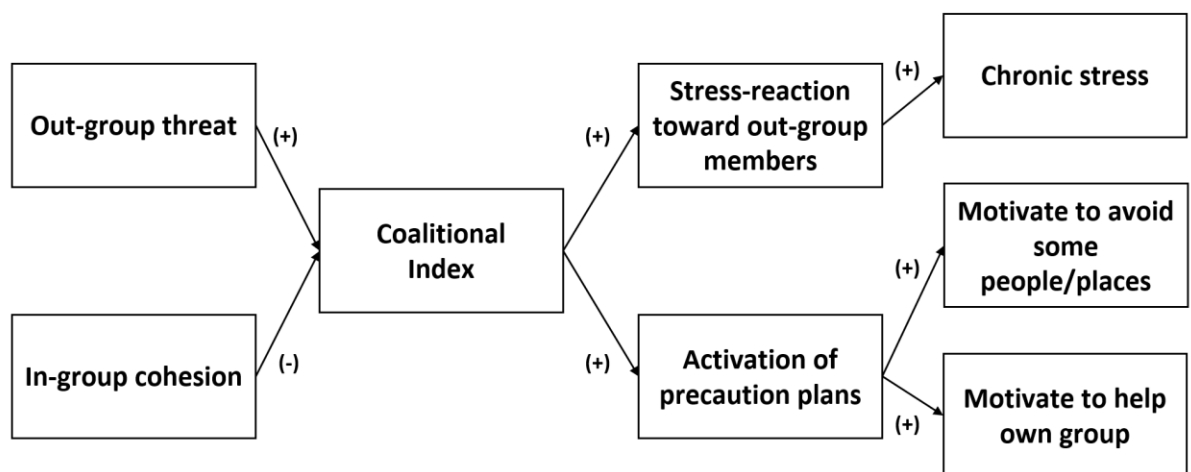 Out-group threat
(+)
In-group cohesion
(-)
Coalitional
Index
(+)
(+)
Stress-reaction
toward out-group
members
(+)
Chronic stress
Activation of
precaution plans
(+)
(+)
Motivate to avoid
some
people/places
Motivate to help
own group